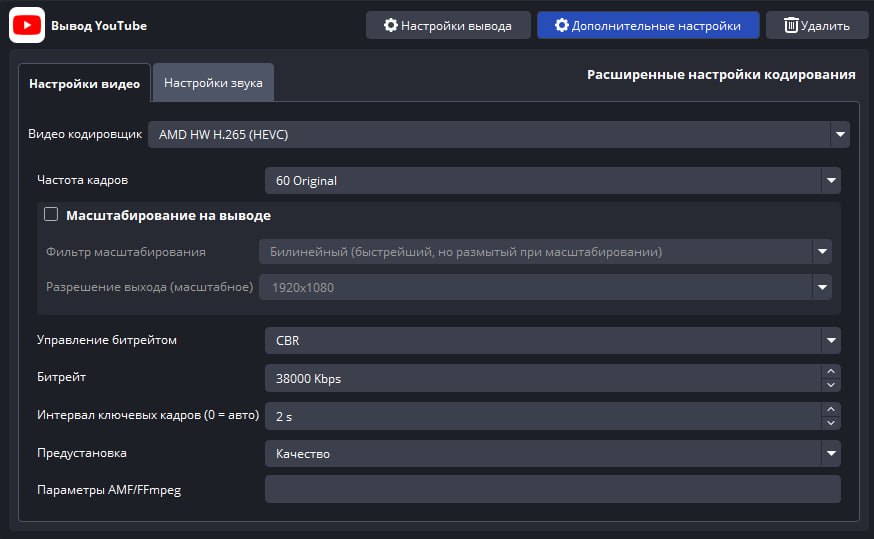 Вывод YouTube
Настройки вывода
Дополнительные настройки
Удалить
Настройки видео
Настройки звука
Расширенные настройки кодирования
Видео кодировщик
AMD HW H.265 (HEVC)
Частота кадров
60 Original
Масштабирование на выводе
Фильтр масштабирования
Билинейный (быстрейший, но размытый при масштабировании)
Разрешение выхода (масштабное)
1920x1080
Управление битрейтом
CBR
Битрейт
38000 Kbps
Интервал ключевых кадров (0 = авто)
2 s
Предустановка
Качество
Параметры AMF/FFmpeg